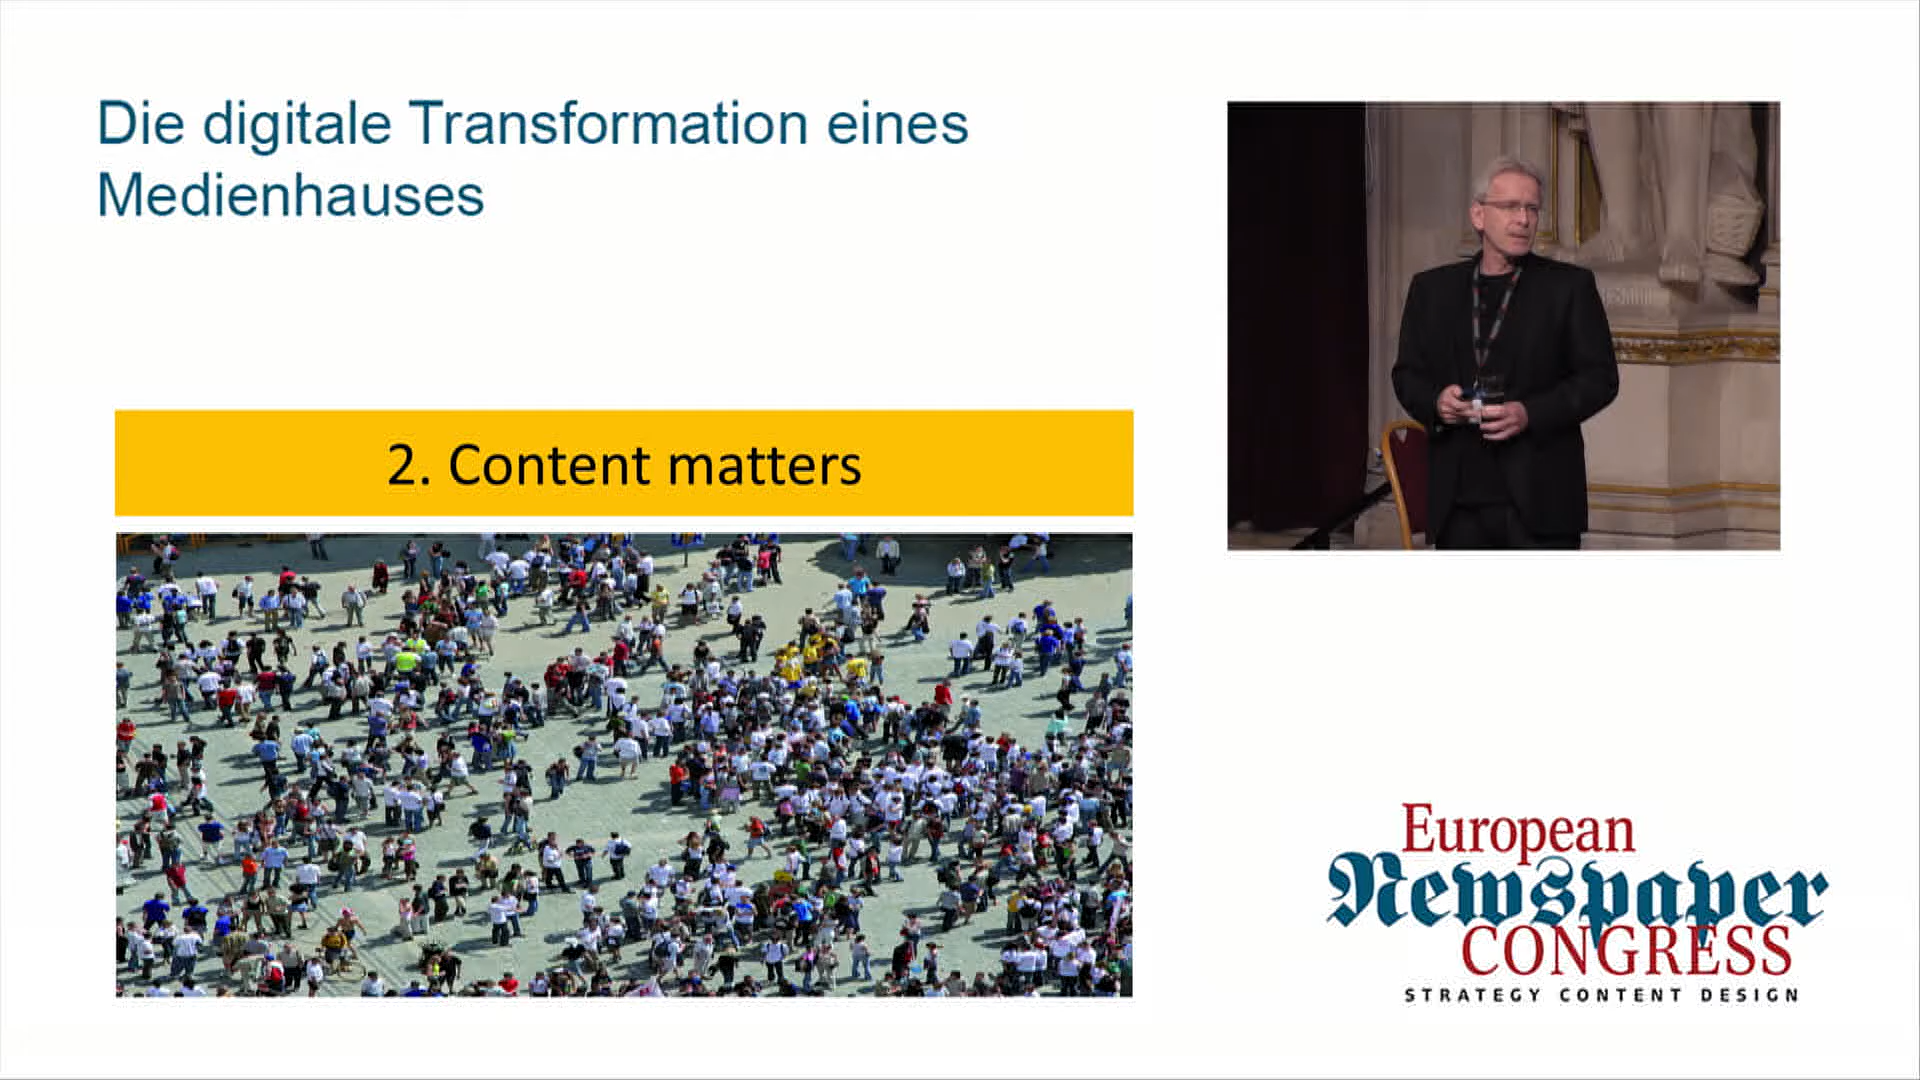 Die digitale Transformation eines
Medienhauses
2. Content matters
European
Newspaper
CONGRESS
STRATEGY CONTENT DESIGN